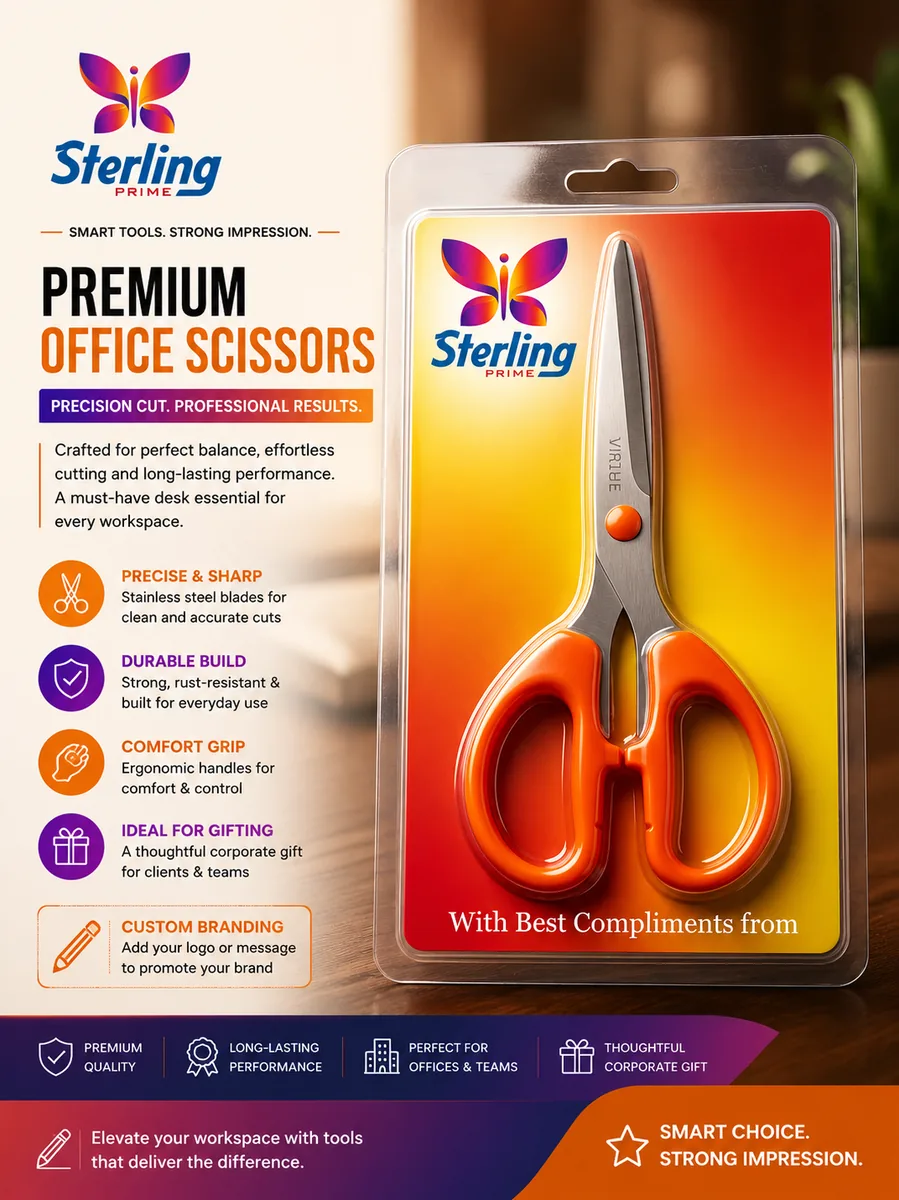 Sterling
PRIME
SMART TOOLS. STRONG IMPRESSION.
PREMIUM
OFFICE SCISSORS
PRECISION CUT. PROFESSIONAL RESULTS.
Crafted for perfect balance, effortless
cutting and long-lasting performance.
A must-have desk essential for
every workspace.
PRECISE & SHARP
Stainless steel blades for
clean and accurate cuts
DURABLE BUILD
Strong, rust-resistant &
built for everyday use
COMFORT GRIP
Ergonomic handles for
comfort & control
IDEAL FOR GIFTING
A thoughtful corporate gift
for clients & teams
CUSTOM BRANDING
Add your logo or message
to promote your brand
Sterling
PRIME
VIRTUE
With Best Compliments from
PREMIUM
QUALITY
LONG-LASTING
PERFORMANCE
PERFECT FOR
OFFICES & TEAMS
THOUGHTFUL
CORPORATE GIFT
Elevate your workspace with tools
that deliver the difference.
SMART CHOICE.
STRONG IMPRESSION.